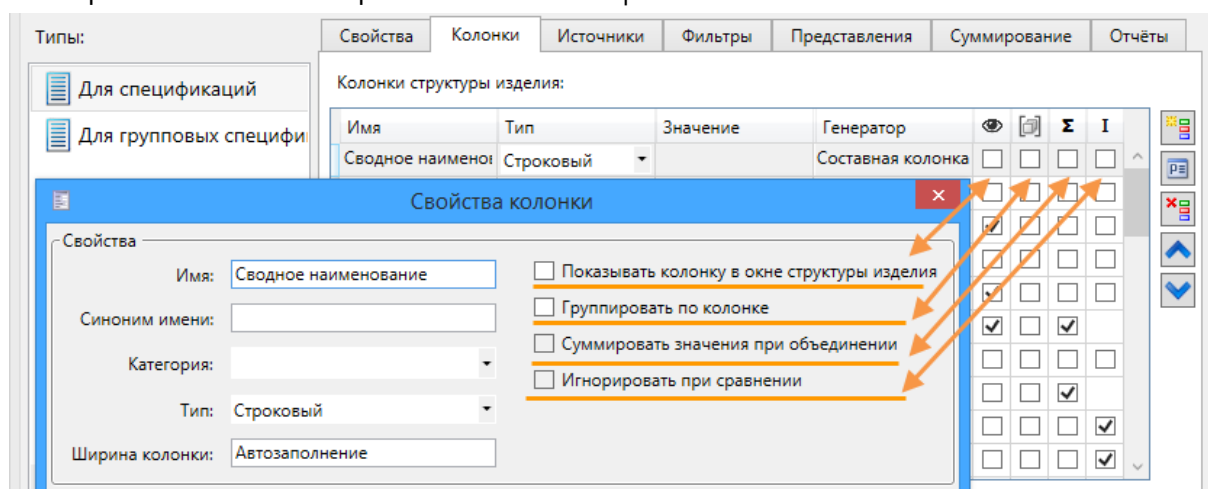 Типы:
Свойства Колонки Источники Фильтры Представления Суммирование Отчёты
Для спецификаций
Колонки структуры изделия:
Для групповых специфи
Имя Тип Значение Генератор Σ I
Сводное наимено Строковый Составная колонка
Свойства колонки
Свойства
Имя: Сводное наименование
Показывать колонку в окне структуры изделия
Синоним имени:
Группировать по колонке
Суммировать значения при объединении
Категория:
Игнорировать при сравнении
Тип: Строковый
Ширина колонки: Автозаполнение